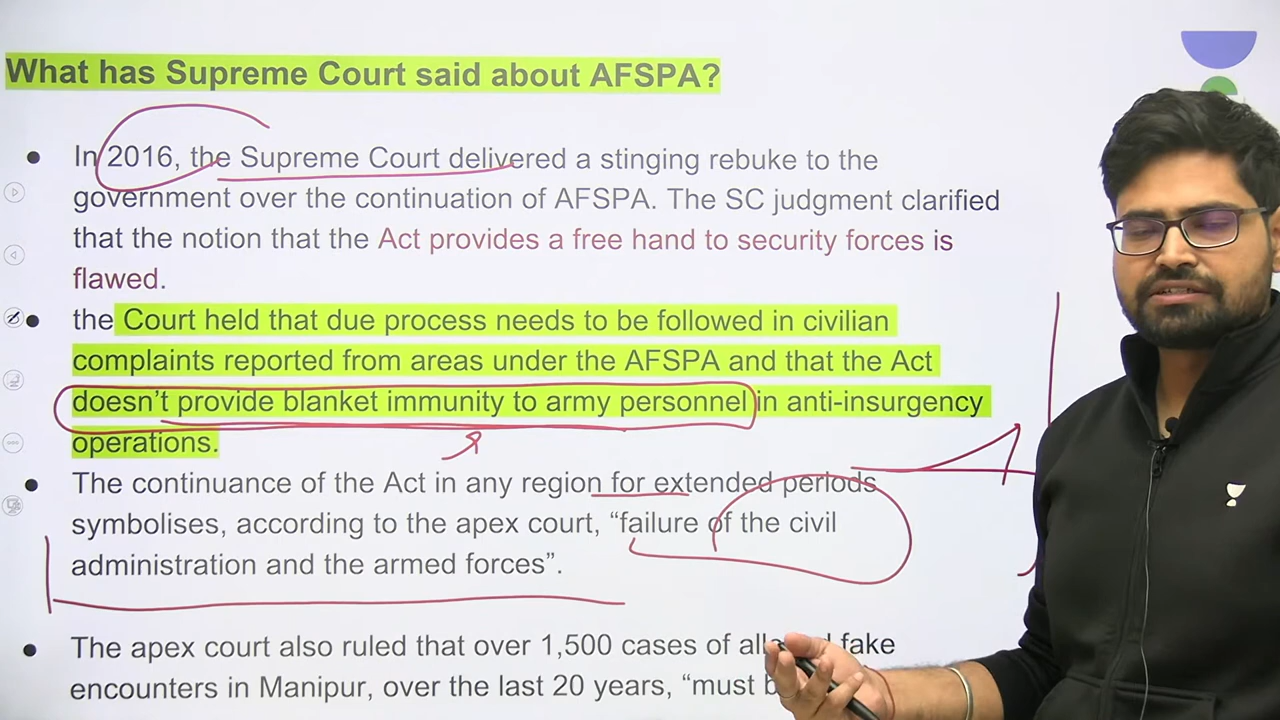 What has Supreme Court said about AFSPA?
● In 2016, the Supreme Court delivered a stinging rebuke to the
government over the continuation of AFSPA. The SC judgment clarified
that the notion that the Act provides a free hand to security forces is
flawed.
● the Court held that due process needs to be followed in civilian
complaints reported from areas under the AFSPA and that the Act
doesn't provide blanket immunity to army personnel in anti-insurgency
operations.
● The continuance of the Act in any region for extended periods
symbolises, according to the apex court, “failure of the civil
administration and the armed forces”.
● The apex court also ruled that over 1,500 cases of fake
encounters in Manipur, over the last 20 years, “must